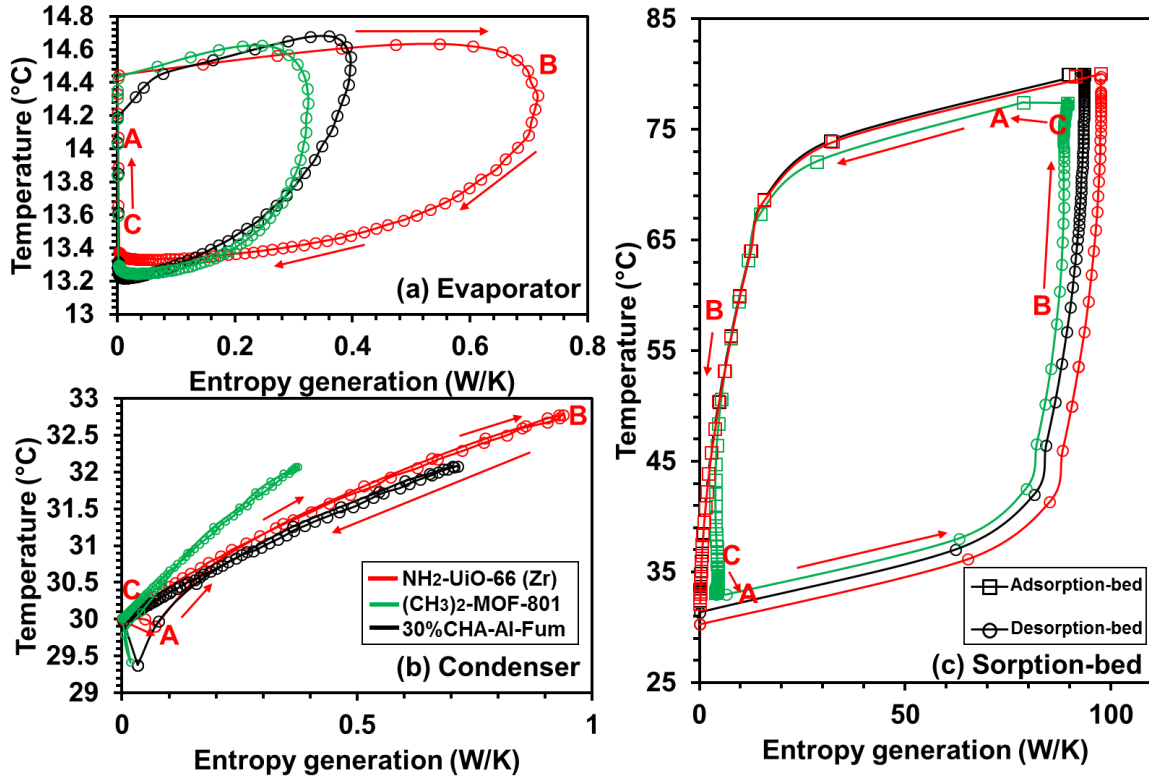 14.8
14.6
14.4
14.2
14
13.8
13.6
13.4
13.2
13
Temperature (°C)
0
0.2
0.4
0.6
0.8
Entropy generation (W/K)
A
B
C
(a) Evaporator
33
32.5
32
31.5
31
30.5
30
29.5
29
Temperature (°C)
0
0.5
1
Entropy generation (W/K)
B
C
A
NH2-UiO-66 (Zr)
(CH3)2-MOF-801
30%CHA-Al-Fum
(b) Condenser
85
75
65
55
45
35
25
Temperature (°C)
0
50
100
Entropy generation (W/K)
A
C
B
B
C
A
Adsorption-bed
Desorption-bed
(c) Sorption-bed